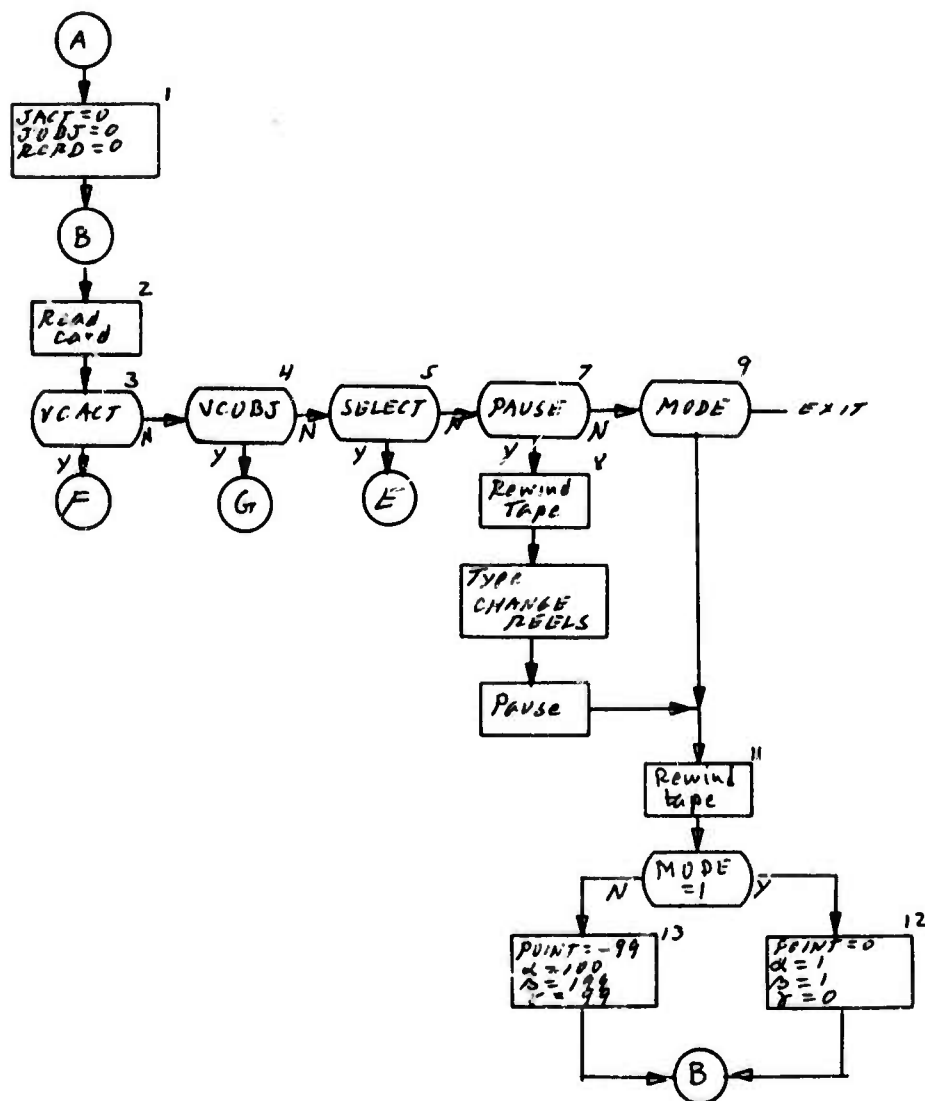 A
1
JACT = 0
JOBJ = 0
RCRD = 0
B
2
Read
card
3
VCACT
N
Y
F
4
VCOBJ
N
Y
G
5
SELECT
N
Y
E
7
PAUSE
N
Y
8
Rewind
Tape
Type
CHANGE
REELS
Pause
9
MODE
EXIT
11
Rewind
tape
MODE
=1
N
Y
13
POINT = -99
α = 100
β = 199
= 99
12
POINT = 0
α = 1
β = 1
γ = 0
B